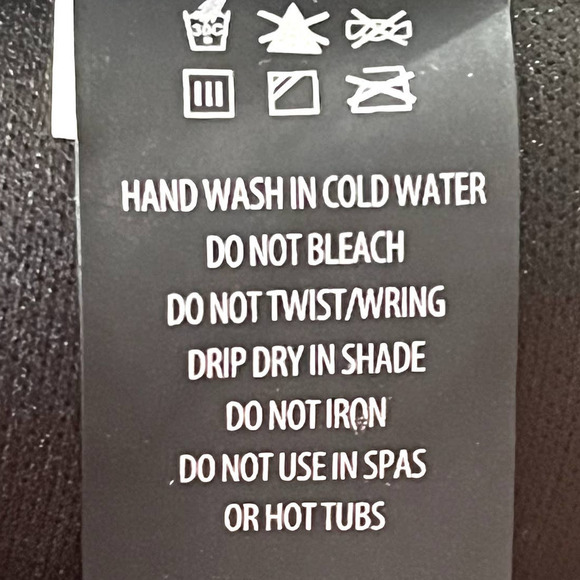 30C
HAND WASH IN COLD WATER
DO NOT BLEACH
DO NOT TWIST/WRING
DRIP DRY IN SHADE
DO NOT IRON
DO NOT USE IN SPAS
OR HOT TUBS